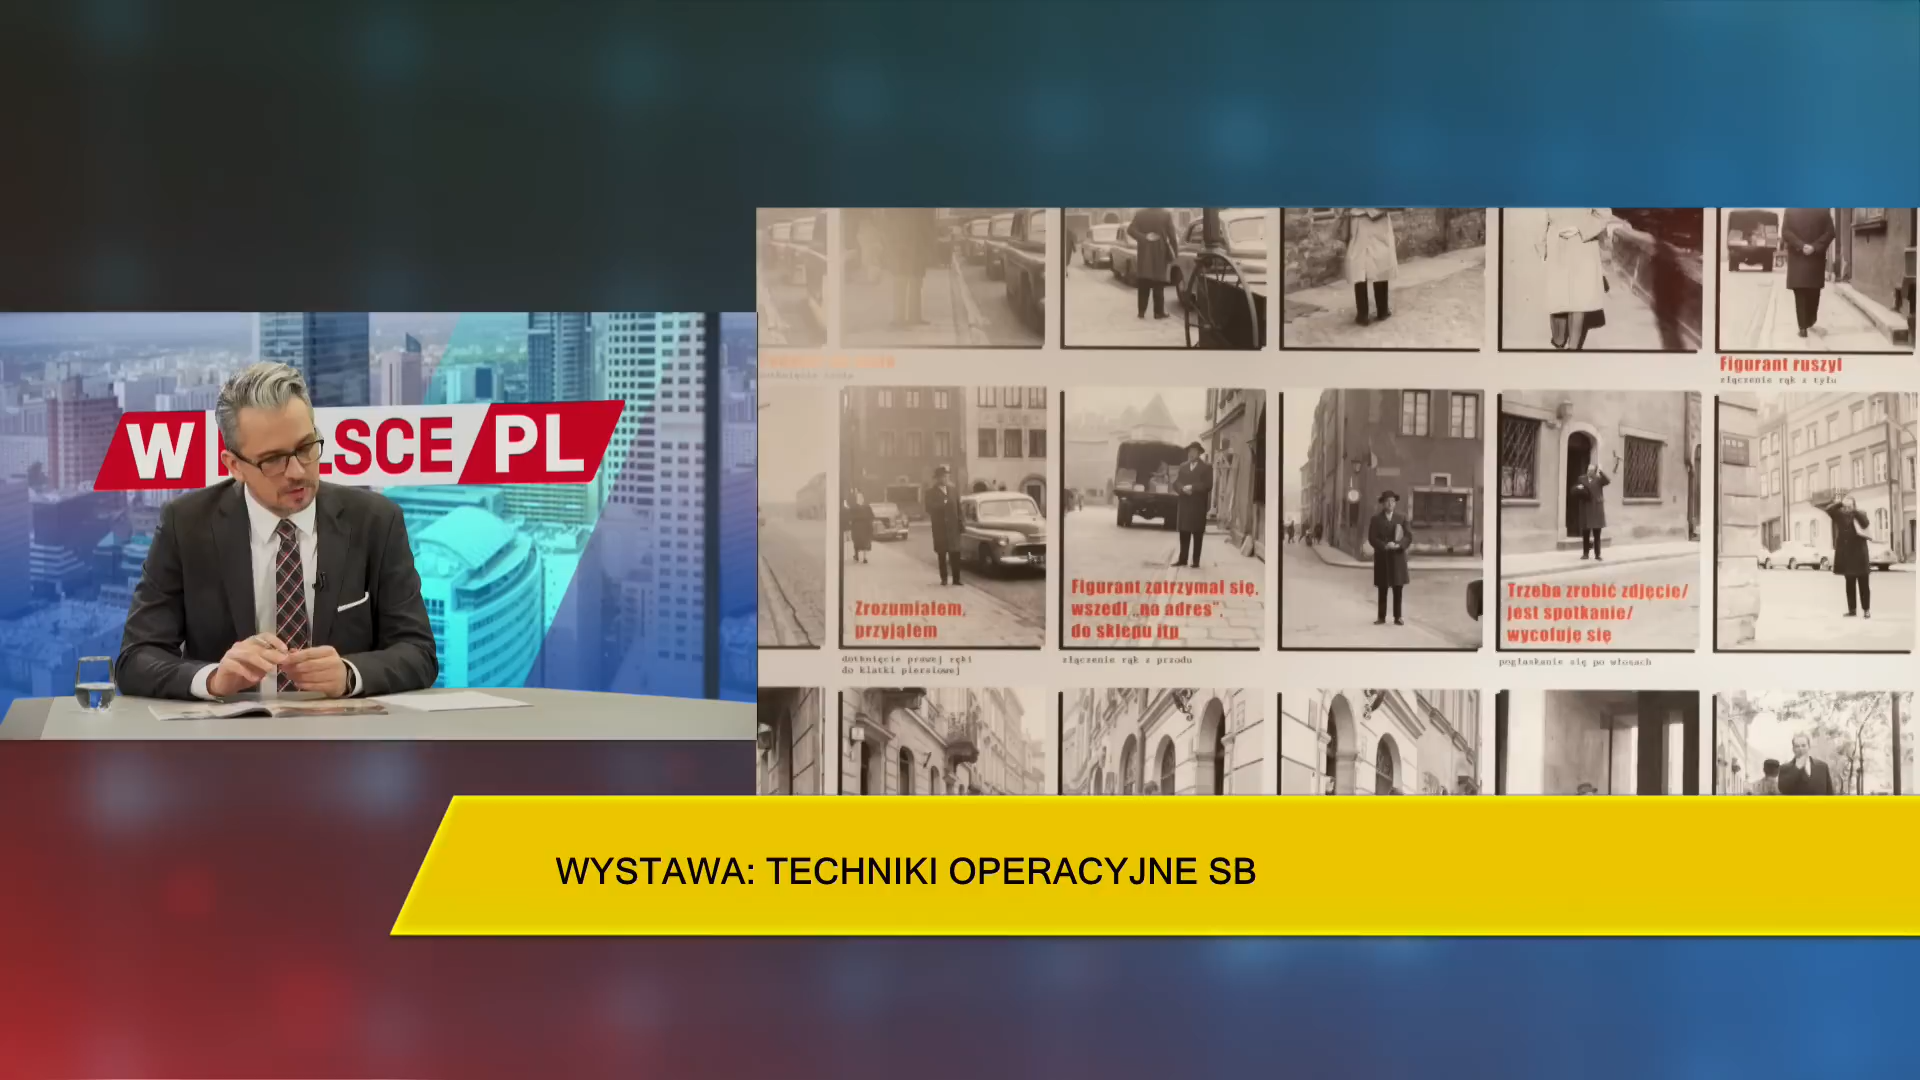 W POLSCE PL
Figurant ruszył
złączenie rąk z tyłu
Zrozumiałem,
przyjąłem
dotknięcie prawej ręki
do klatki piersiowej
Figurant zatrzymał się,
wszedł „na adres”,
do sklepu itp
złączenie rąk z przodu
Trzeba zrobić zdjęcie/
jest spotkanie/
wycofuję się
pogłaskanie się po włosach
WYSTAWA: TECHNIKI OPERACYJNE SB